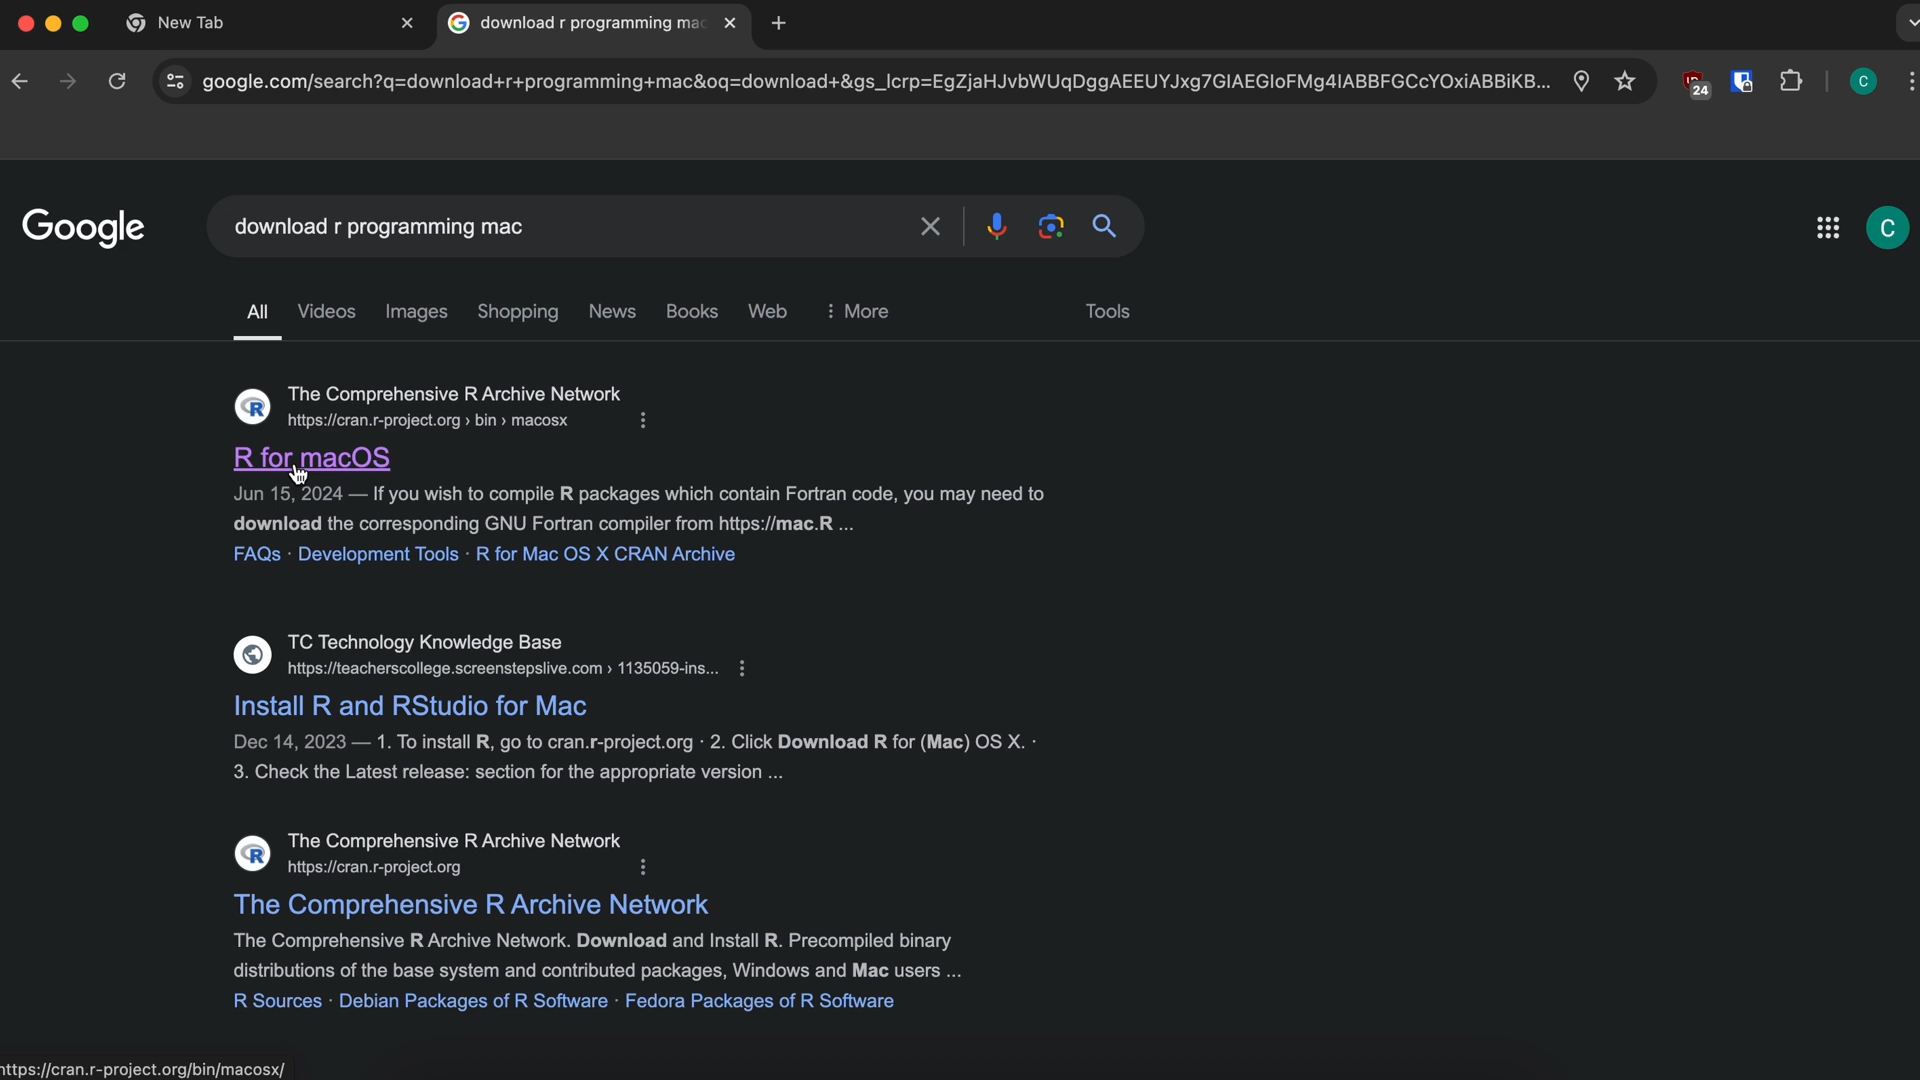 New Tab
download r programming mac
google.com/search?q=download+r+programming+mac&oq=download+&gs_lcrp=EgZjaHJvbWUqDggAEEUYJxg7GIAEGIoFMg4IABBFGCcYOxiABBiKB...
24
C
Google
download r programming mac
C
All Videos Images Shopping News Books Web More Tools
The Comprehensive R Archive Network
https://cran.r-project.org › bin › macosx
R for macOS
Jun 15, 2024 — If you wish to compile R packages which contain Fortran code, you may need to
download the corresponding GNU Fortran compiler from https://mac.R ...
FAQs · Development Tools · R for Mac OS X CRAN Archive
TC Technology Knowledge Base
https://teacherscollege.screenstepslive.com › 1135059-ins...
Install R and RStudio for Mac
Dec 14, 2023 — 1. To install R, go to cran.r-project.org · 2. Click Download R for (Mac) OS X. ·
3. Check the Latest release: section for the appropriate version ...
The Comprehensive R Archive Network
https://cran.r-project.org
The Comprehensive R Archive Network
The Comprehensive R Archive Network. Download and Install R. Precompiled binary
distributions of the base system and contributed packages, Windows and Mac users ...
R Sources · Debian Packages of R Software · Fedora Packages of R Software
https://cran.r-project.org/bin/macosx/